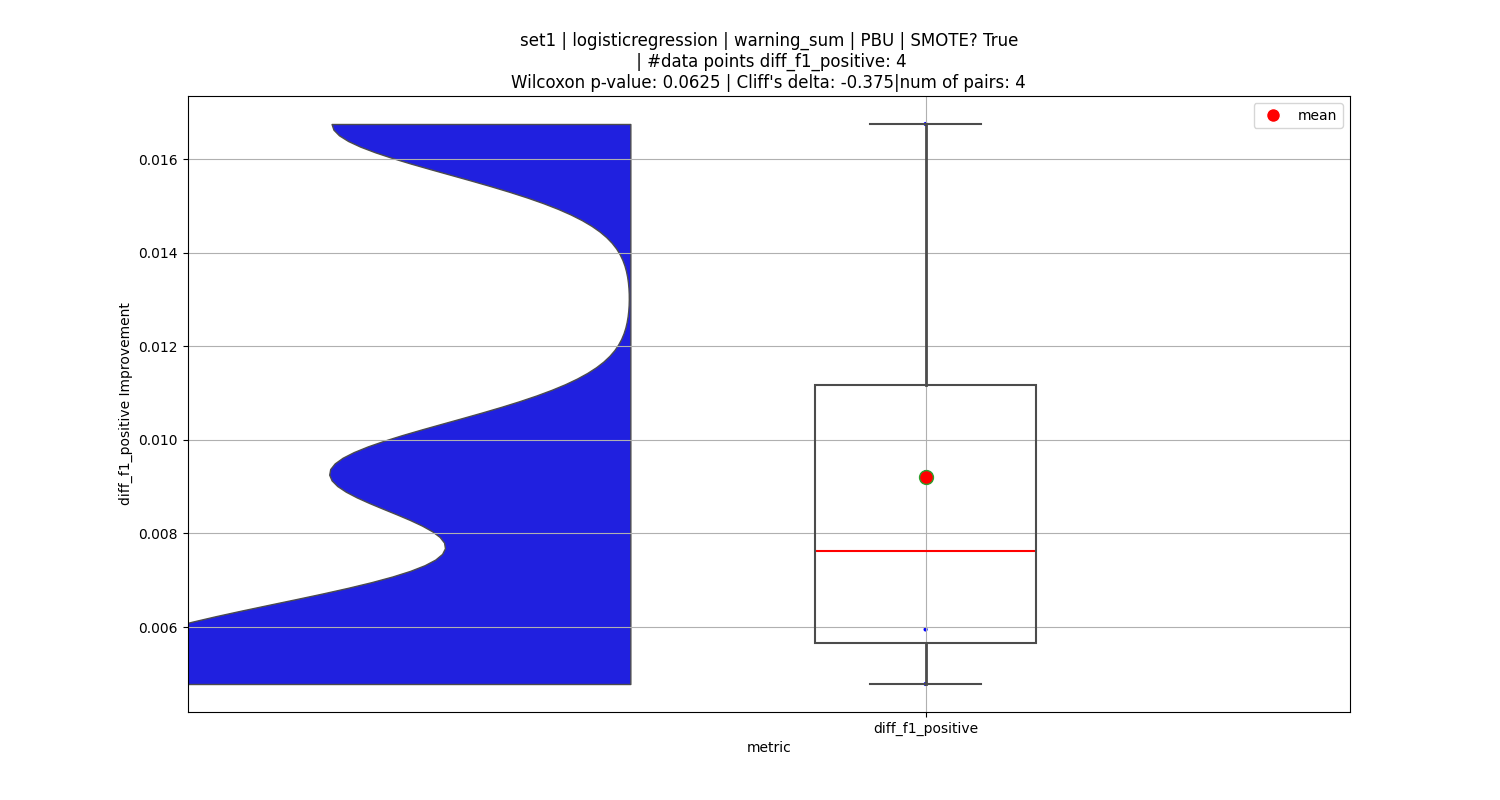 set1 | logisticregression | warning_sum | PBU | SMOTE? True
| #data points diff_f1_positive: 4
Wilcoxon p-value: 0.0625 | Cliff's delta: -0.375|num of pairs: 4
mean
0.016
0.014
0.012
0.010
0.008
0.006
diff_f1_positive Improvement
diff_f1_positive
metric